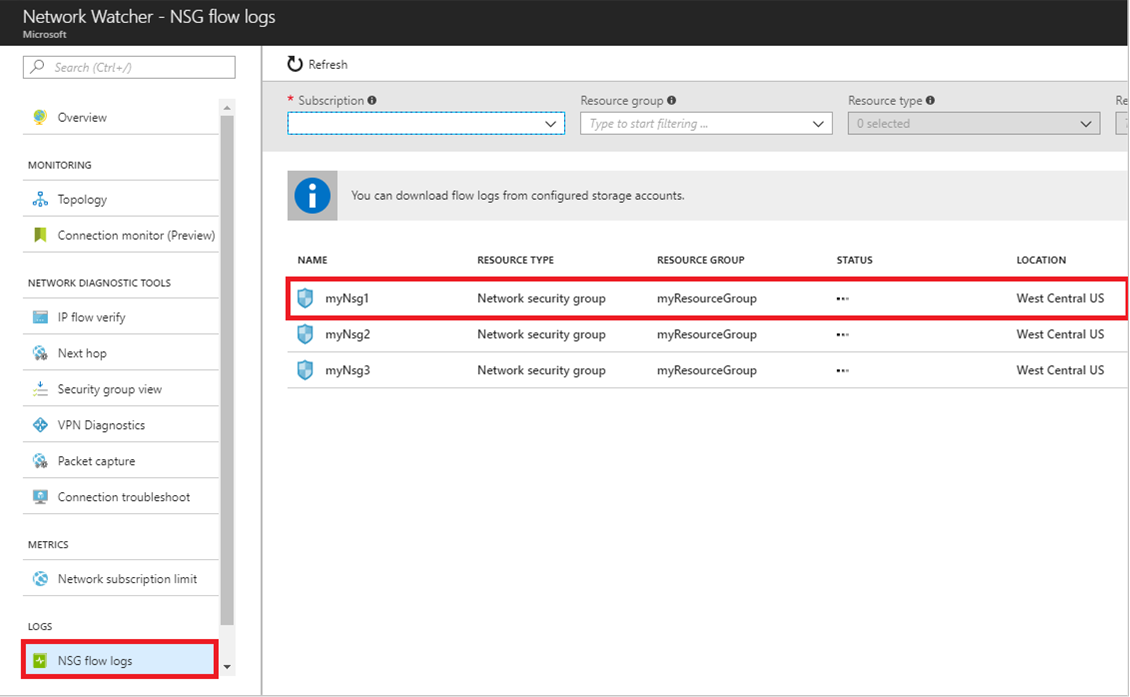 Network Watcher - NSG flow logs
Microsoft
Search (Ctrl+/)
Overview
MONITORING
Topology
Connection monitor (Preview)
NETWORK DIAGNOSTIC TOOLS
IP flow verify
Next hop
Security group view
VPN Diagnostics
Packet capture
Connection troubleshoot
METRICS
Network subscription limit
LOGS
NSG flow logs
Refresh
* Subscription
Resource group
Type to start filtering ...
Resource type
0 selected
You can download flow logs from configured storage accounts.
NAME RESOURCE TYPE RESOURCE GROUP STATUS LOCATION
myNsg1 Network security group myResourceGroup ... West Central US
myNsg2 Network security group myResourceGroup ... West Central US
myNsg3 Network security group myResourceGroup ... West Central US